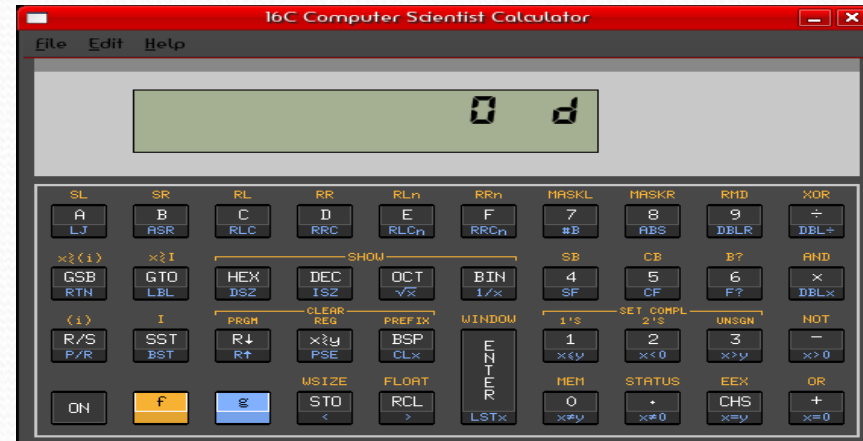 16C Computer Scientist Calculator
File Edit Help
0 d
SL SR RL RR RLn RRn MASKL MASKR RMD XOR
A B C D E F 7 8 9 ÷
LJ ASR RLC RRC RLCn RRCn #B ABS DBLR DBL÷
x≷(i) x≷I SHOW SB CB B? AND
GSB GTO HEX DEC OCT BIN 4 5 6 ×
RTN LBL DSZ ISZ √x 1/x SF CF F? DBL×
CLEAR SET COMPL
(i) I PRGM REG PREFIX WINDOW 1'S 2'S UNSGN NOT
R/S SST R↓ x≷y BSP ENTER 1 2 3 −
P/R BST R↑ PSE CLx x≤y x<0 x>y x>0
WSIZE FLOAT MEM STATUS EEX OR
ON f g STO RCL 0 . CHS +
< > LSTx x≠y x≠0 x=y x=0